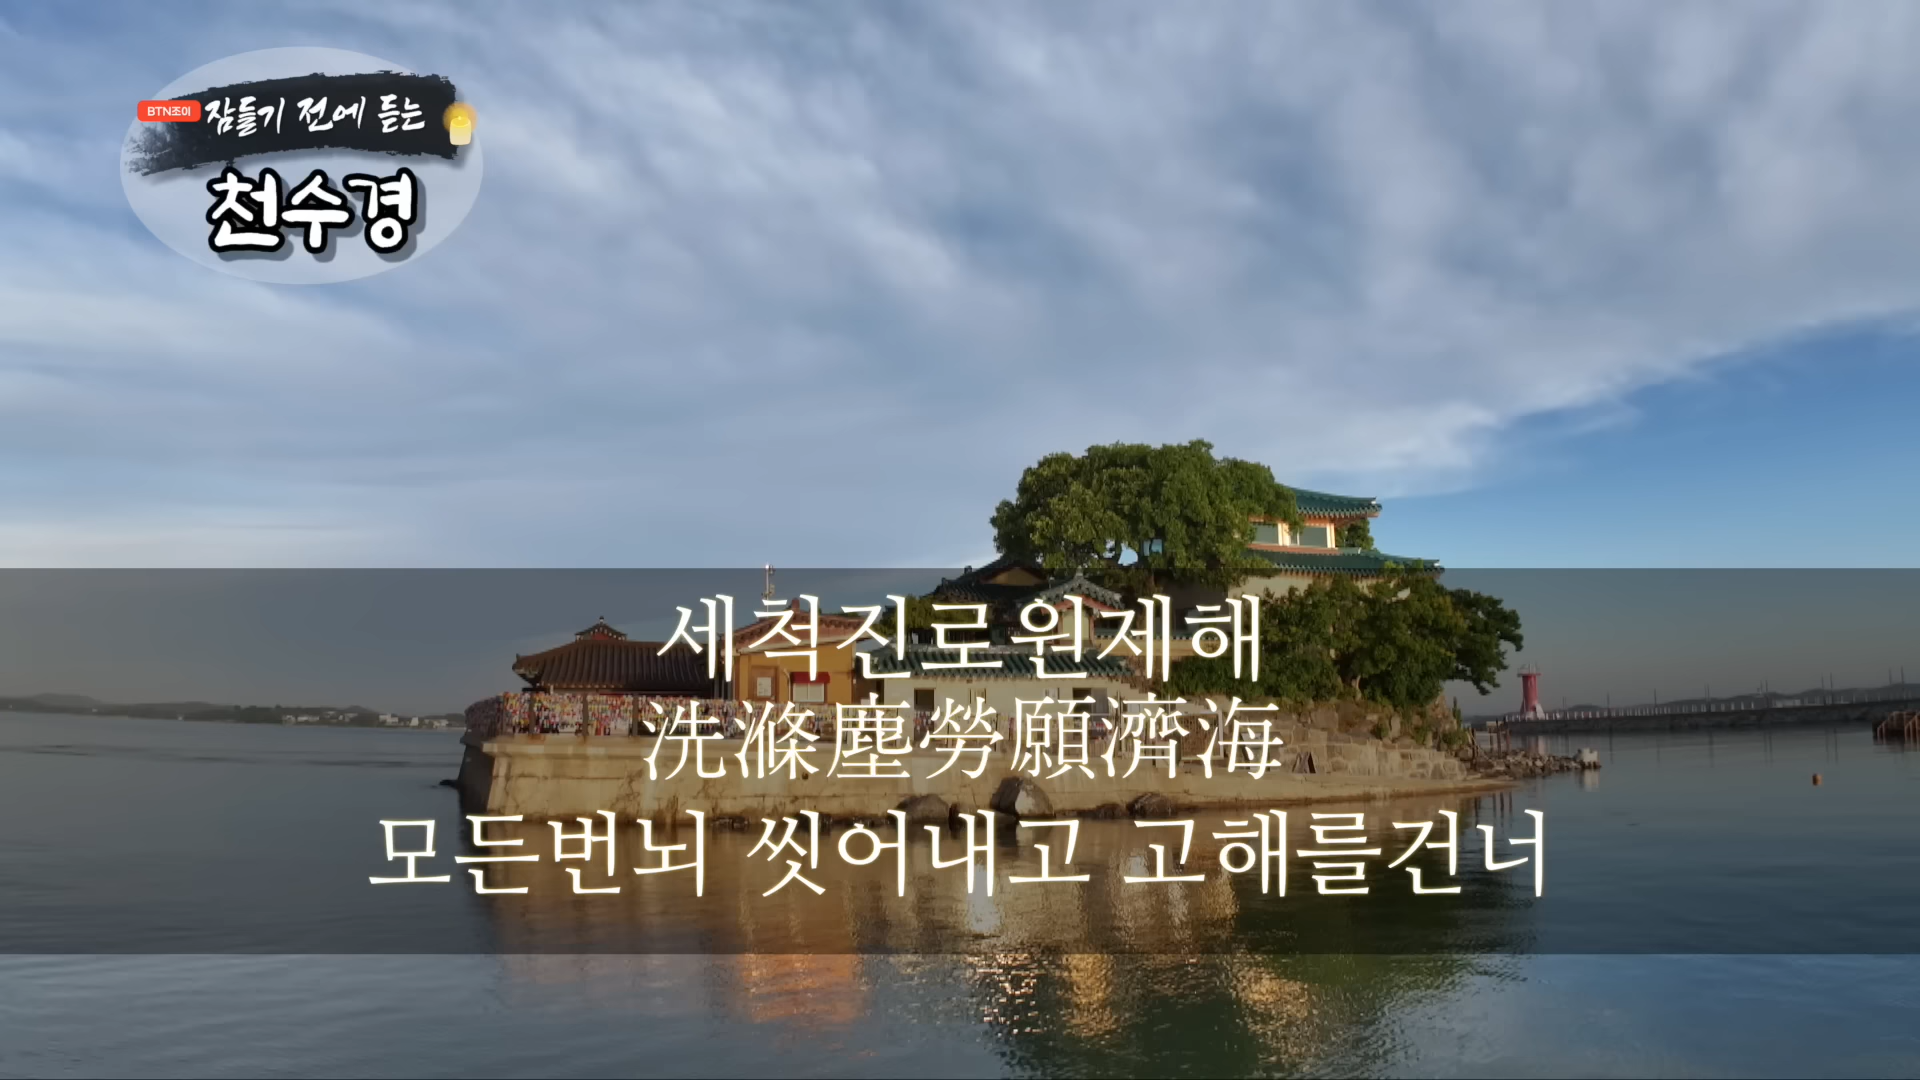 BTN조이
잠들기 전에 듣는
천수경
세척진로원제해
洗滌塵勞願濟海
모든번뇌 씻어내고 고해를건너